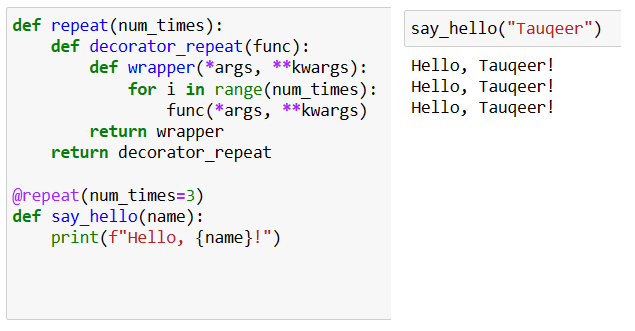 def repeat(num_times):
    def decorator_repeat(func):
        def wrapper(*args, **kwargs):
            for i in range(num_times):
                func(*args, **kwargs)
        return wrapper
    return decorator_repeat

@repeat(num_times=3)
def say_hello(name):
    print(f"Hello, {name}!")
say_hello("Tauqeer")
Hello, Tauqeer!
Hello, Tauqeer!
Hello, Tauqeer!